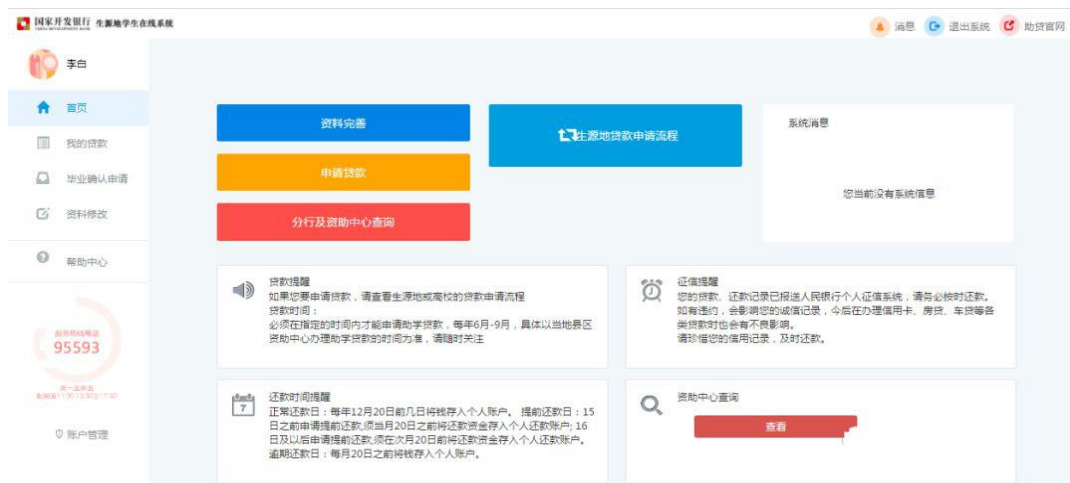 国家开发银行 生源地学生在线系统
CHINA DEVELOPMENT BANK
消息 退出系统 助贷官网
李白
首页
我的贷款
毕业确认申请
资料修改
帮助中心
95593
账户管理
资料完善
申请贷款
分行及资助中心查询
生源地贷款申请流程
系统消息
您当前没有系统信息
贷款提醒
如果您要申请贷款，请查看生源地或高校的贷款申请流程
贷款时间：
必须在指定的时间内才能申请助学贷款，每年6月-9月，具体以当地县区
资助中心办理助学贷款的时间为准，请随时关注
征信提醒
您的贷款、还款记录已报送人民银行个人征信系统，请务必按时还款。
如有违约，会影响您的诚信记录，今后在办理信用卡、房贷、车贷等各
类贷款时也会有不良影响。
请珍惜您的信用记录，及时还款。
还款时间提醒
正常还款日：每年12月20日前几日将钱存入个人账户。 提前还款日：15
日之前申请提前还款,须当月20日之前将还款资金存入个人还款账户; 16
日及以后申请提前还款,须在次月20日前将还款资金存入个人还款账户。
逾期还款日：每月20日之前将钱存入个人账户。
7
资助中心查询
查看